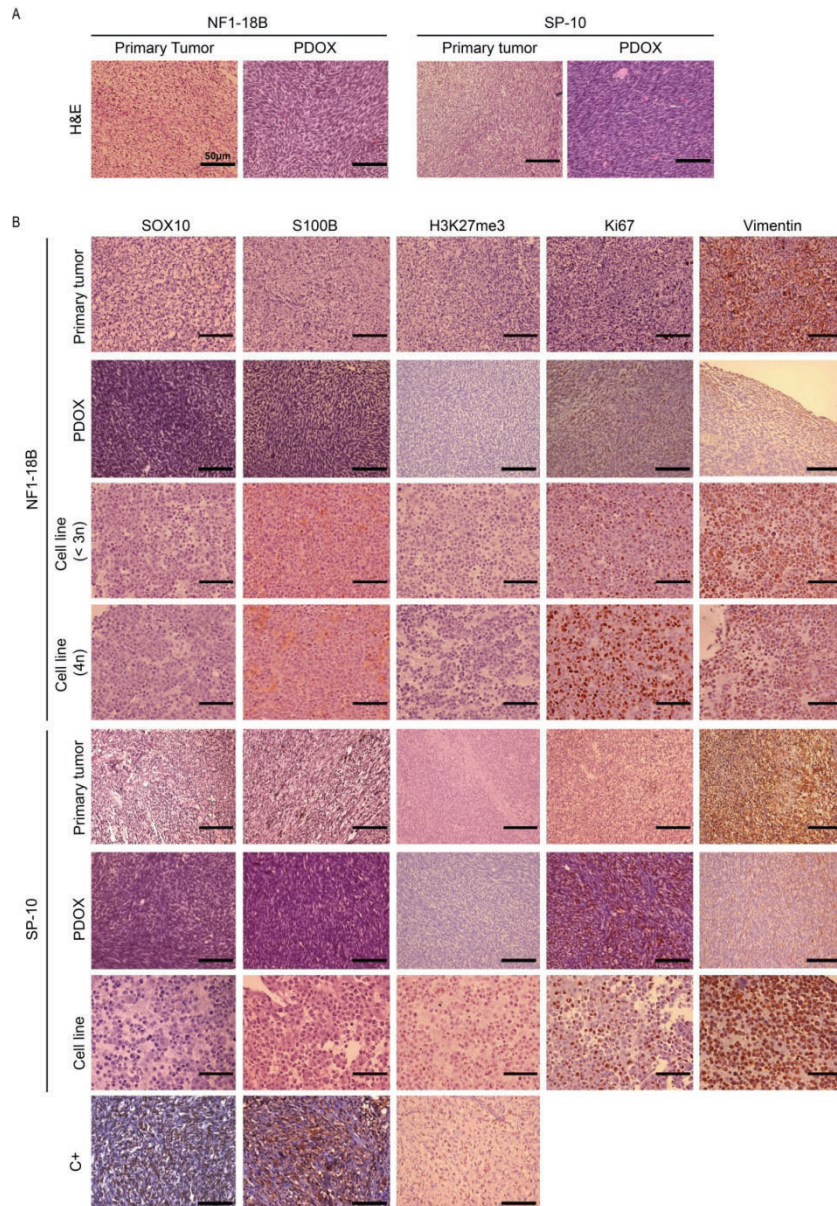 A
NF1-18B
SP-10
Primary Tumor
PDOX
Primary tumor
PDOX
H&E
50μm
B
SOX10
S100B
H3K27me3
Ki67
Vimentin
NF1-18B
Primary tumor
PDOX
Cell line
(< 3n)
Cell line
(4n)
SP-10
Primary tumor
PDOX
Cell line
C+